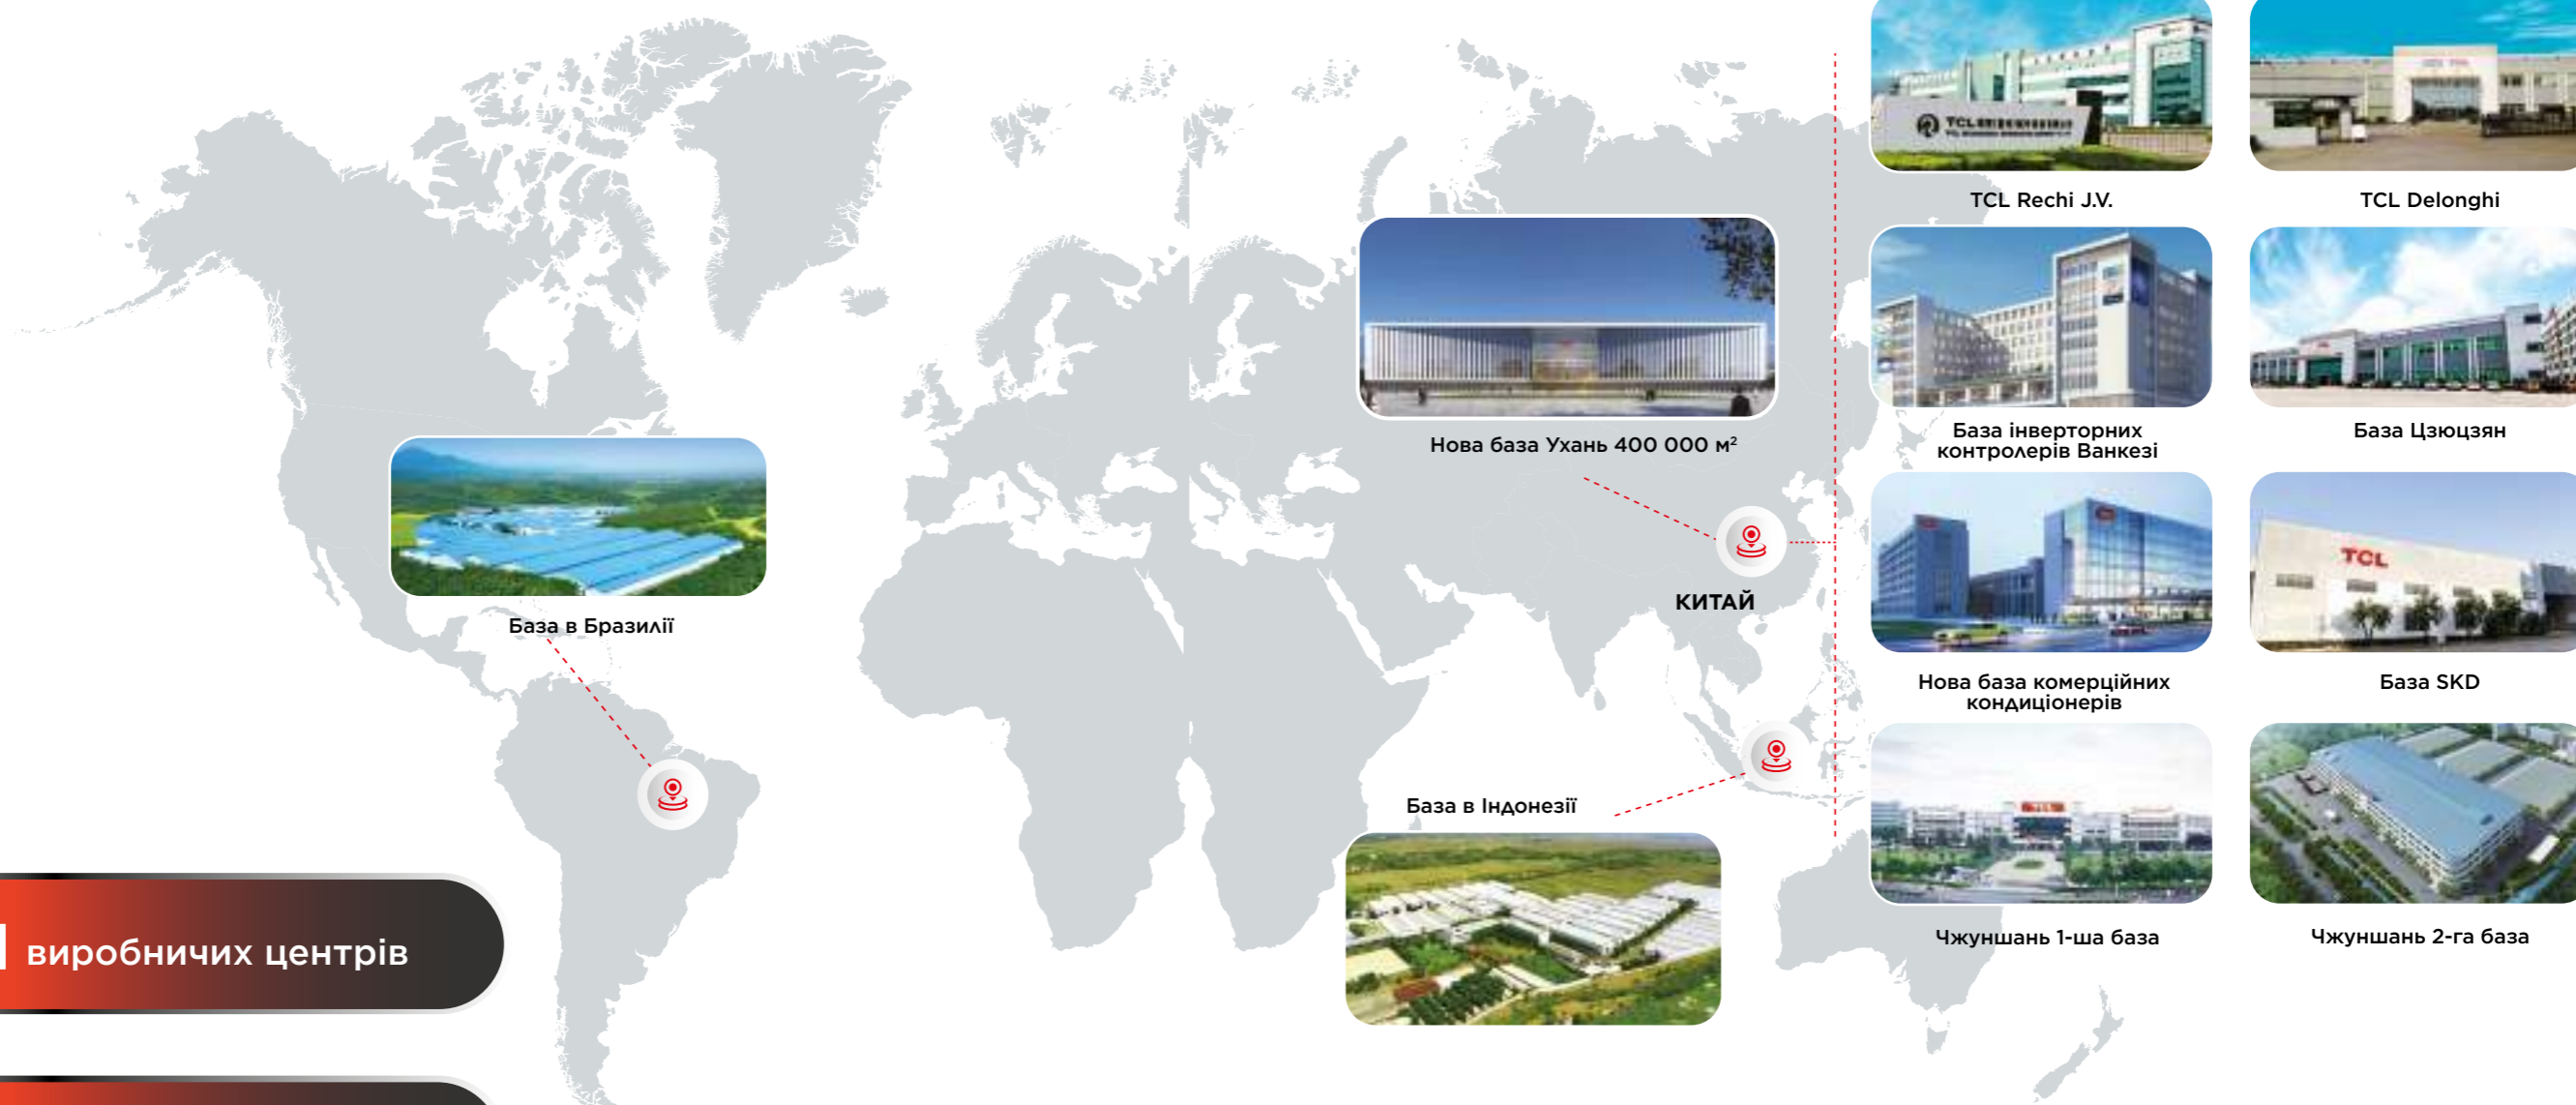 TCL Rechi J.V.
TCL Delonghi
Нова база Ухань 400 000 м²
База інверторних
контролерів Ванкезі
База Цзюцзян
TCL
База в Бразилії
КИТАЙ
Нова база комерційних
кондиціонерів
База SKD
База в Індонезії
Чжуншань 1-ша база
Чжуншань 2-га база
виробничих центрів